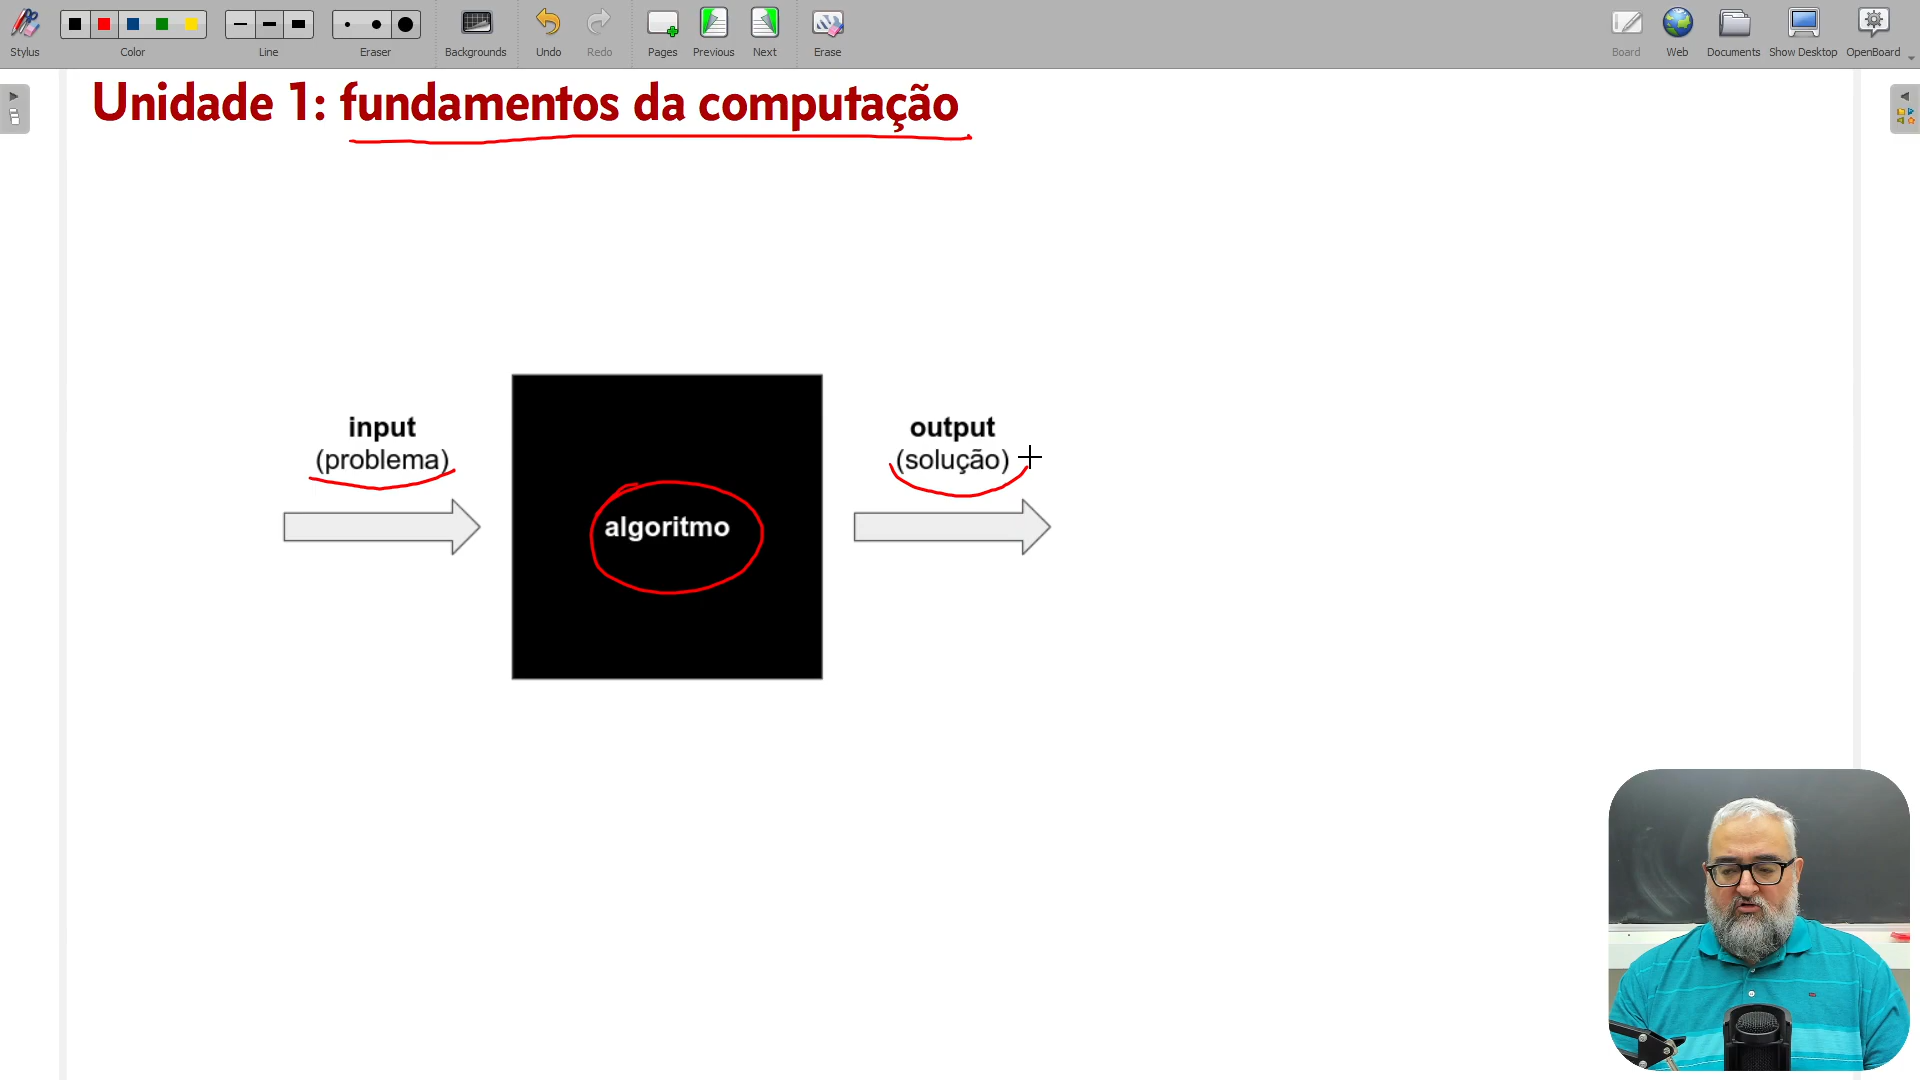 Stylus
Color
Line
Eraser
Backgrounds
Undo
Redo
Pages
Previous
Next
Erase
Board
Web
Documents
Show Desktop
OpenBoard
Unidade 1: fundamentos da computação
input
(problema)
algoritmo
output
(solução)